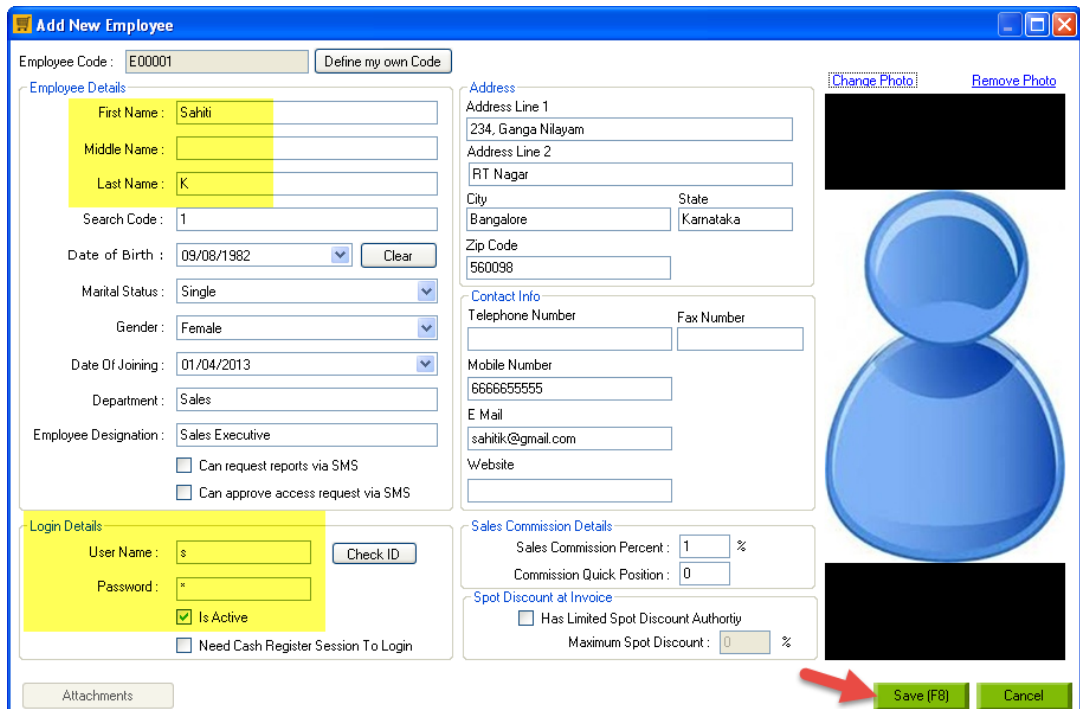 Add New Employee
Employee Code : E00001 Define my own Code
Change Photo Remove Photo
Employee Details
First Name : Sahiti
Middle Name :
Last Name : K
Search Code : 1
Date of Birth : 09/08/1982 Clear
Marital Status : Single
Gender : Female
Date Of Joining : 01/04/2013
Department : Sales
Employee Designation : Sales Executive
Can request reports via SMS
Can approve access request via SMS
Address
Address Line 1
234, Ganga Nilayam
Address Line 2
RT Nagar
City State
Bangalore Karnataka
Zip Code
560098
Contact Info
Telephone Number Fax Number
Mobile Number
6666655555
E Mail
sahitik@gmail.com
Website
Login Details
User Name : s Check ID
Password : *
Is Active
Need Cash Register Session To Login
Sales Commission Details
Sales Commission Percent : 1 %
Commission Quick Position : 0
Spot Discount at Invoice
Has Limited Spot Discount Authortiy
Maximum Spot Discount : 0 %
Attachments Save (F8) Cancel